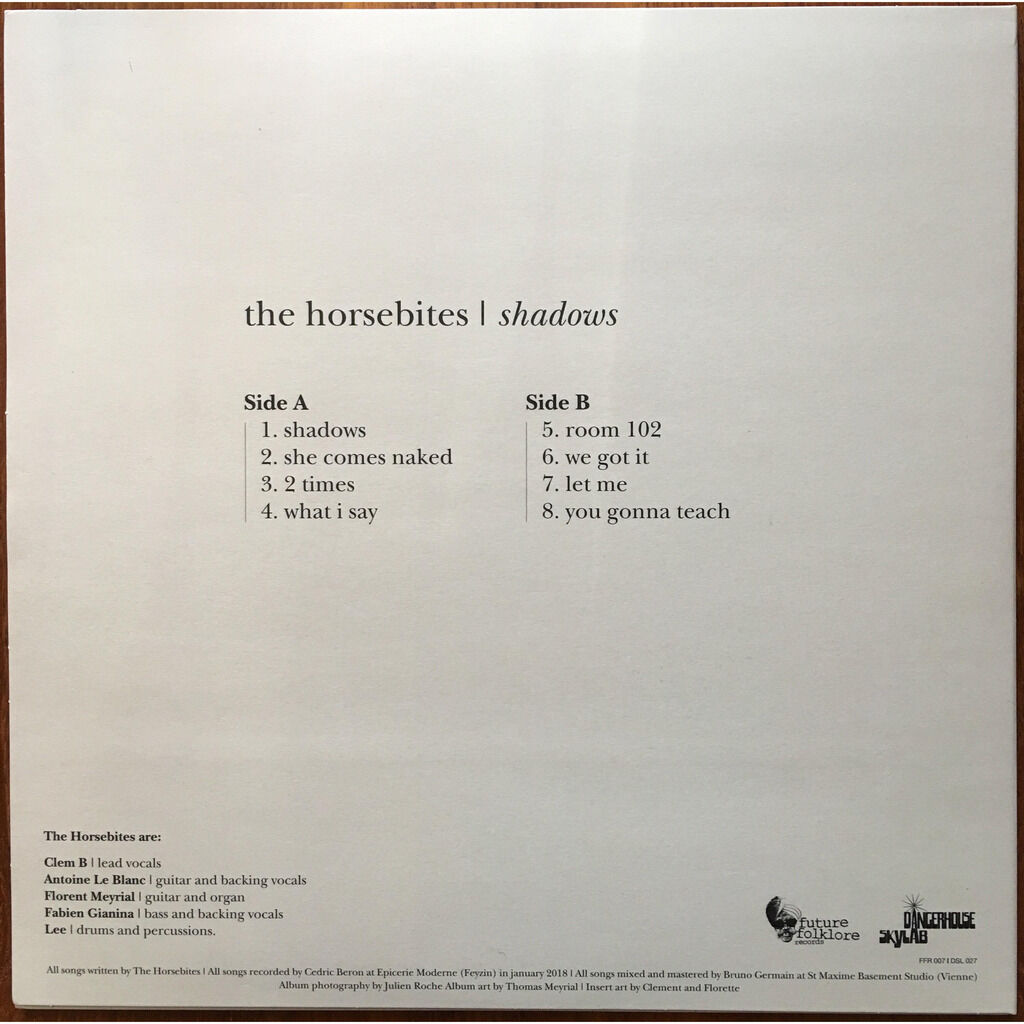 the horsebites | shadows
Side A
1. shadows
2. she comes naked
3. 2 times
4. what i say
Side B
5. room 102
6. we got it
7. let me
8. you gonna teach
The Horsebites are:
Clem B | lead vocals
Antoine Le Blanc | guitar and backing vocals
Florent Meyrial | guitar and organ
Fabien Gianina | bass and backing vocals
Lee | drums and percussions.
future
folklore
records
DANGERHOUSE
SKYLAB
FFR 007 | DSL 027
All songs written by The Horsebites | All songs recorded by Cedric Beron at Epicerie Moderne (Feyzin) in january 2018 | All songs mixed and mastered by Bruno Germain at St Maxime Basement Studio (Vienne)
Album photography by Julien Roche Album art by Thomas Meyrial | Insert art by Clement and Florette